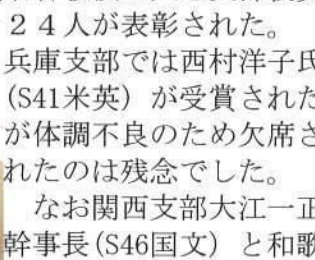 ２４人が表彰された。
兵庫支部では西村洋子氏
(S41米英）が受賞された
が体調不良のため欠席さ
れたのは残念でした。
　なお関西支部大江一正
幹事長(S46国文）と和歌